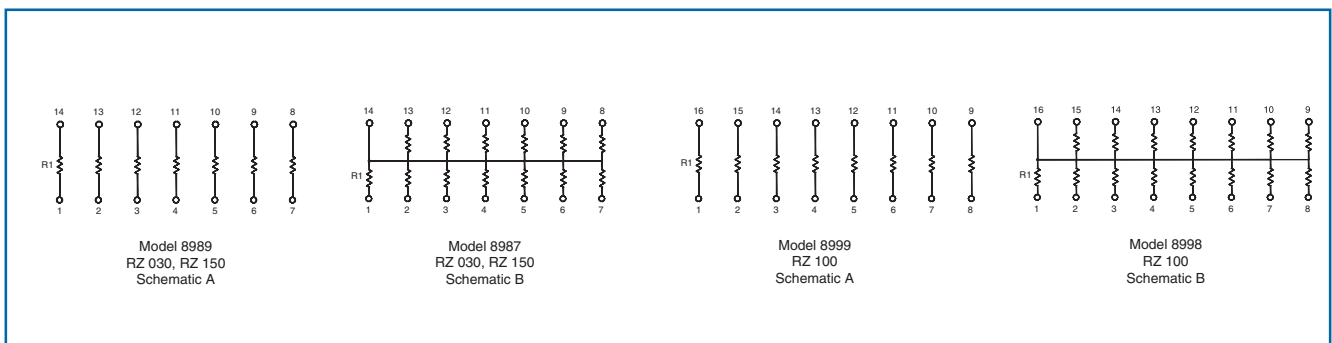 14 13 12 11 10 9 8
R1
1 2 3 4 5 6 7
Model 8989
RZ 030, RZ 150
Schematic A
14 13 12 11 10 9 8
R1
1 2 3 4 5 6 7
Model 8987
RZ 030, RZ 150
Schematic B
16 15 14 13 12 11 10 9
R1
1 2 3 4 5 6 7 8
Model 8999
RZ 100
Schematic A
16 15 14 13 12 11 10 9
R1
1 2 3 4 5 6 7 8
Model 8998
RZ 100
Schematic B